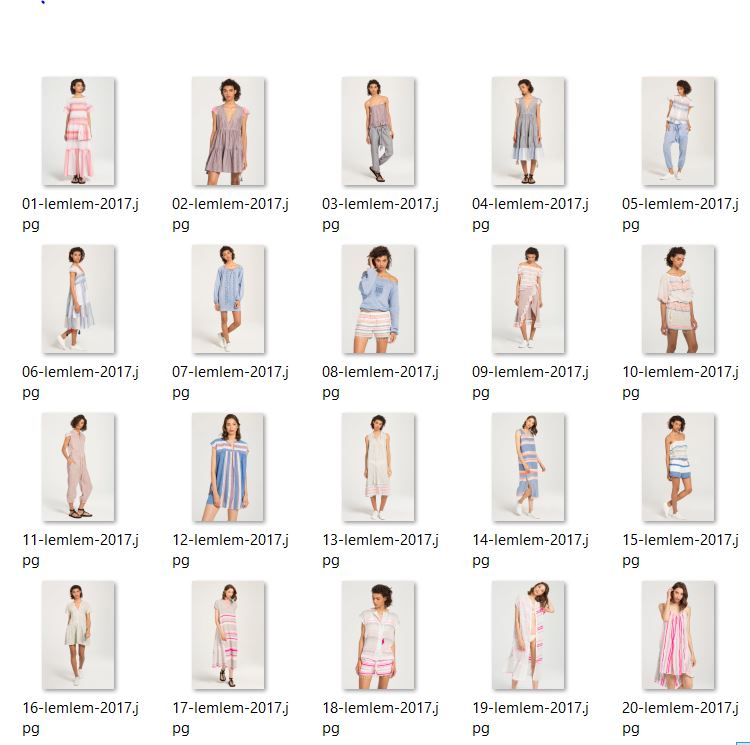 01-lemlem-2017.j 02-lemlem-2017.j 03-lemlem-2017.j 04-lemlem-2017.j 05-lemlem-2017.j
pg pg pg pg pg
06-lemlem-2017.j 07-lemlem-2017.j 08-lemlem-2017.j 09-lemlem-2017.j 10-lemlem-2017.j
pg pg pg pg pg
11-lemlem-2017.j 12-lemlem-2017.j 13-lemlem-2017.j 14-lemlem-2017.j 15-lemlem-2017.j
pg pg pg pg pg
16-lemlem-2017.j 17-lemlem-2017.j 18-lemlem-2017.j 19-lemlem-2017.j 20-lemlem-2017.j
pg pg pg pg pg